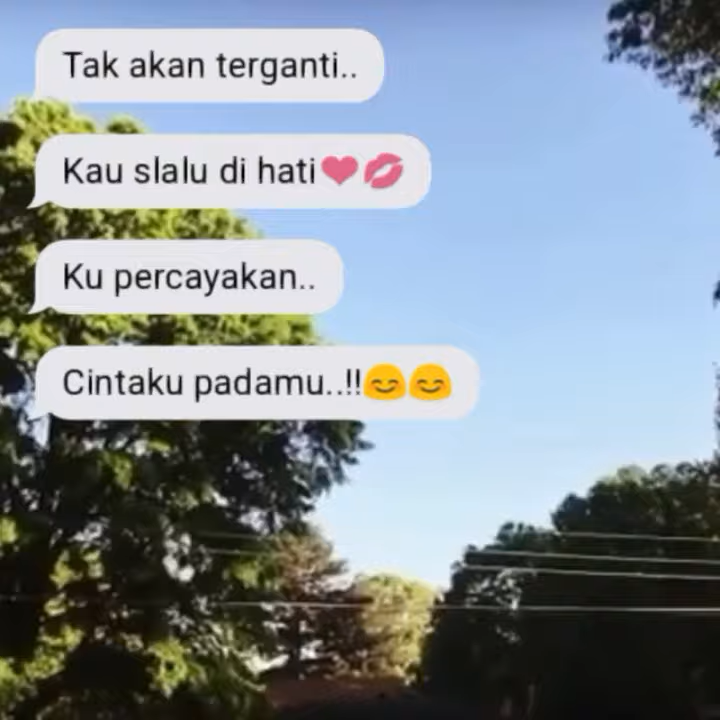 Tak akan terganti..
Kau slalu di hati❤💋
Ku percayakan..
Cintaku padamu..!!😊😊